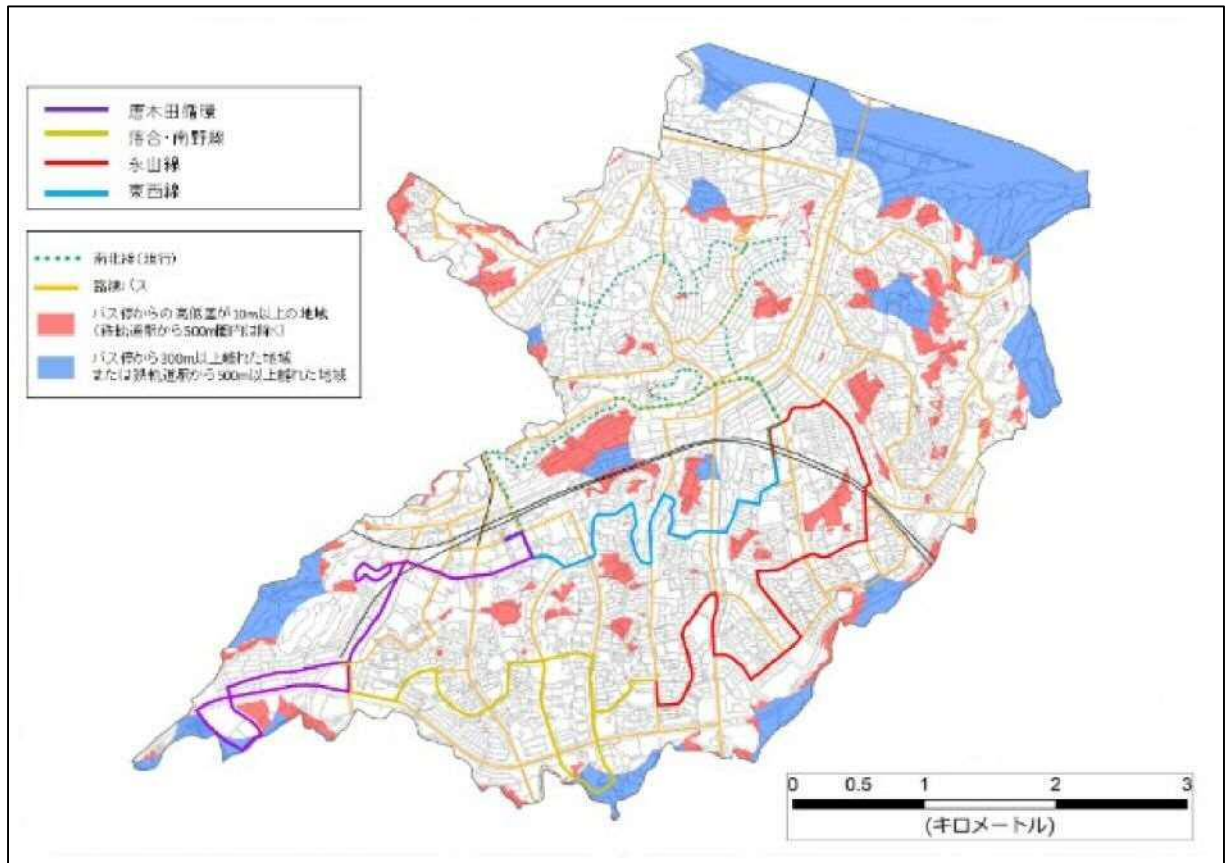 唐木田循環
落合・南野線
永山線
東西線
南北線(現行)
路線バス
バス停からの高低差が10m以上の地域
(鉄軌道駅から500m圏内は除く)
バス停から300m以上離れた地域
または鉄軌道駅から500m以上離れた地域
0 0.5 1 2 3
(キロメートル)